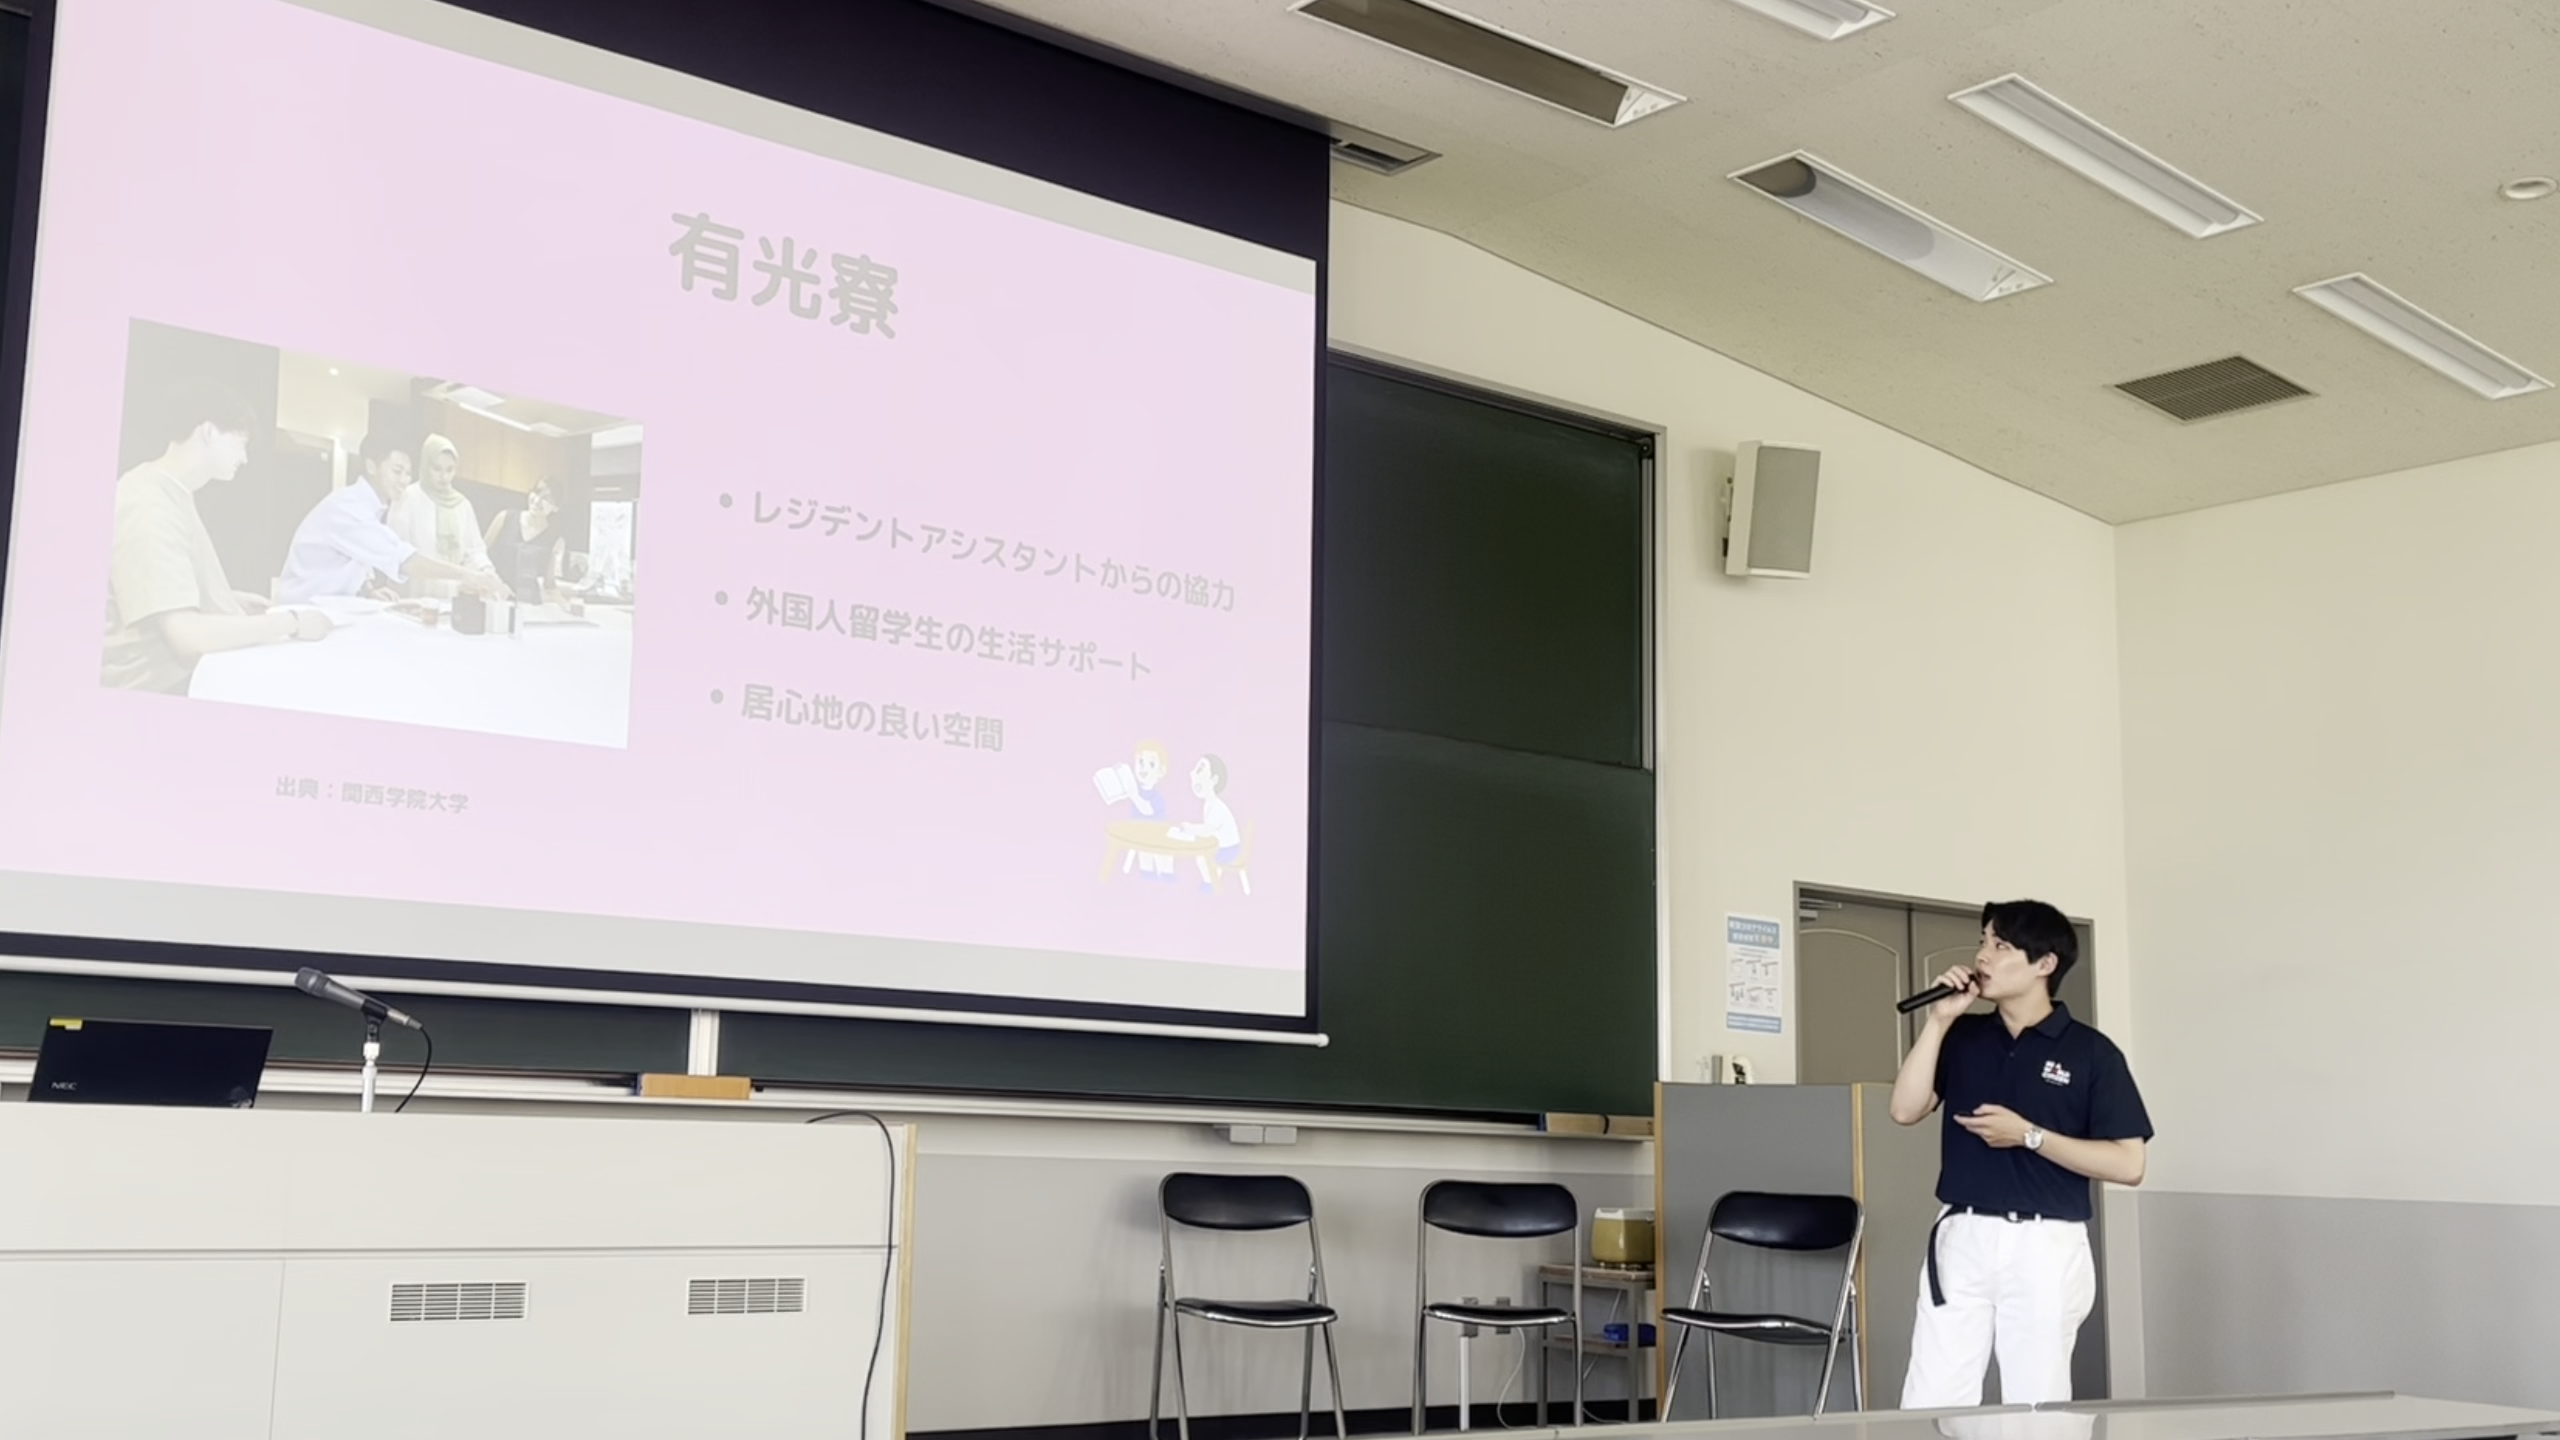 有光寮
• レジデントアシスタントからの協力
• 外国人留学生の生活サポート
• 居心地の良い空間
出典：関西学院大学
NEC